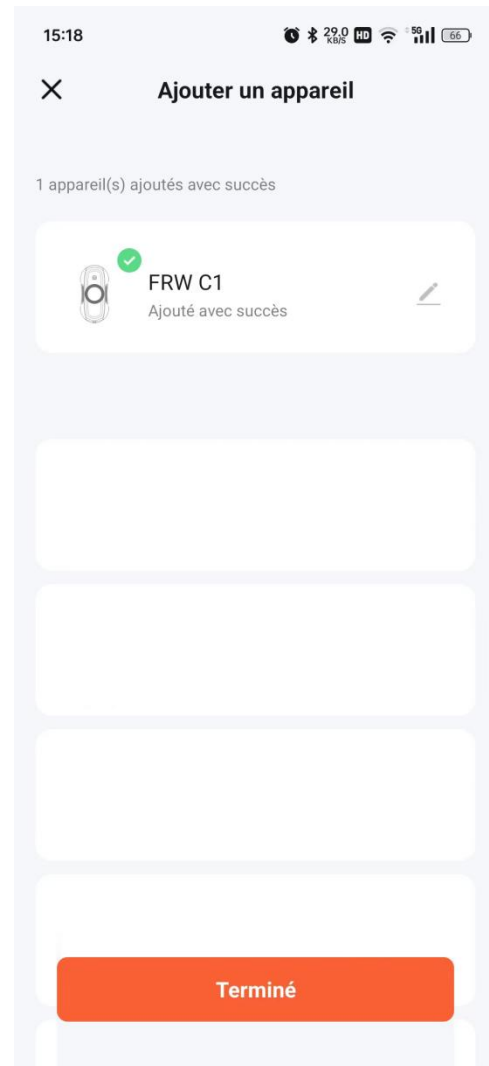 15:18
29.0 KB/S HD 5G 66
Ajouter un appareil
1 appareil(s) ajoutés avec succès
FRW C1
Ajouté avec succès
Terminé